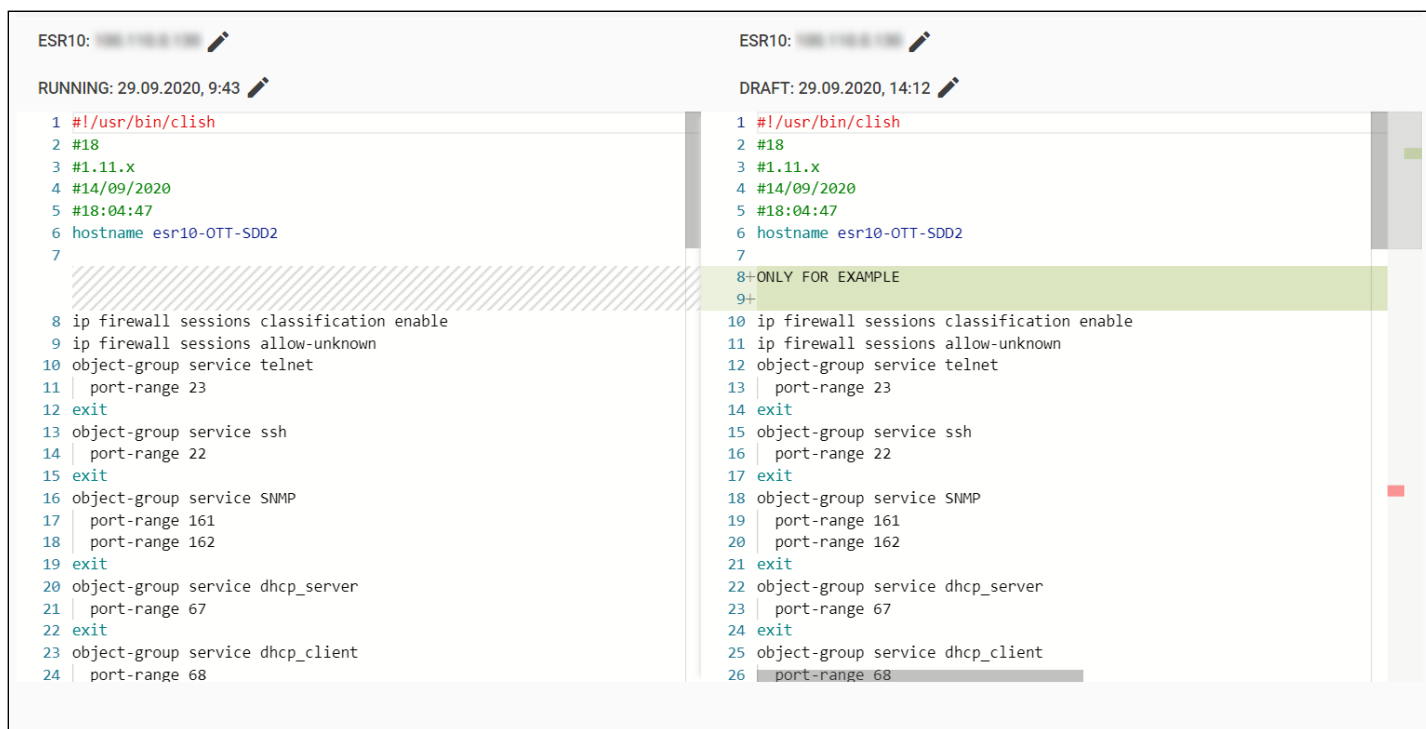 ESR10:
RUNNING: 29.09.2020, 9:43
1 #!/usr/bin/clish
2 #18
3 #1.11.x
4 #14/09/2020
5 #18:04:47
6 hostname esr10-OTT-SDD2
7
8 ip firewall sessions classification enable
9 ip firewall sessions allow-unknown
10 object-group service telnet
11 port-range 23
12 exit
13 object-group service ssh
14 port-range 22
15 exit
16 object-group service SNMP
17 port-range 161
18 port-range 162
19 exit
20 object-group service dhcp_server
21 port-range 67
22 exit
23 object-group service dhcp_client
24 port-range 68
ESR10:
DRAFT: 29.09.2020, 14:12
1 #!/usr/bin/clish
2 #18
3 #1.11.x
4 #14/09/2020
5 #18:04:47
6 hostname esr10-OTT-SDD2
7
8+ONLY FOR EXAMPLE
9+
10 ip firewall sessions classification enable
11 ip firewall sessions allow-unknown
12 object-group service telnet
13 port-range 23
14 exit
15 object-group service ssh
16 port-range 22
17 exit
18 object-group service SNMP
19 port-range 161
20 port-range 162
21 exit
22 object-group service dhcp_server
23 port-range 67
24 exit
25 object-group service dhcp_client
26 port-range 68